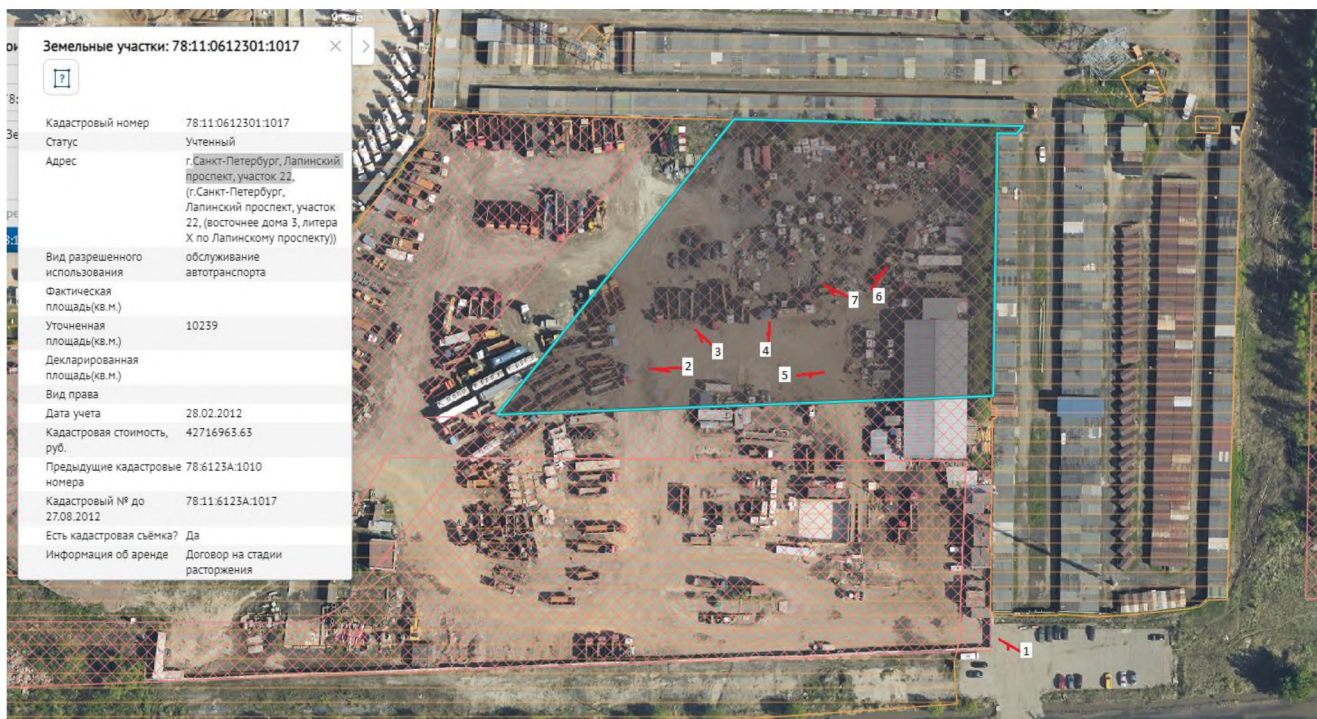 Земельные участки: 78:11:0612301:1017
Кадастровый номер 78:11:0612301:1017
Статус Учтенный
Адрес г.Санкт-Петербург, Лапинский
проспект, участок 22,
(г.Санкт-Петербург,
Лапинский проспект, участок
22, (восточнее дома 3, литера
Х по Лапинскому проспекту))
Вид разрешенного обслуживание
использования автотранспорта
Фактическая
площадь(кв.м.)
Уточненная 10239
площадь(кв.м.)
Декларированная
площадь(кв.м.)
Вид права
Дата учета 28.02.2012
Кадастровая стоимость, 42716963.63
руб.
Предыдущие кадастровые 78:6123А:1010
номера
Кадастровый № до 78:11:6123А:1017
27.08.2012
Есть кадастровая съёмка? Да
Информация об аренде Договор на стадии
расторжения
6
7
3
4
2
5
1